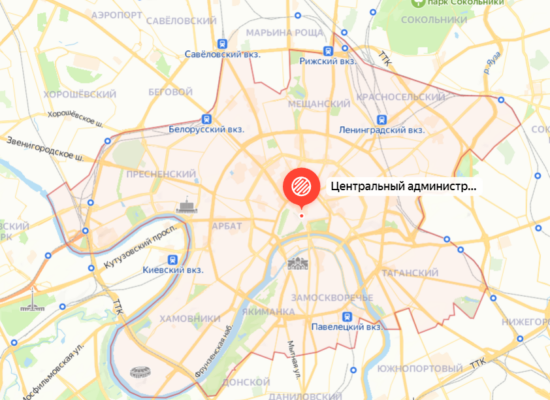 парк Сокольники
АЭРОПОРТ
САВЁЛОВСКИЙ
МАРЬИНА РОЩА
СОКОЛЬНИКИ
Савёловский вкз.
Рижский вкз.
ТТК
р. Яуза
ХОРОШЁВСКИЙ
БЕГОВОЙ
МЕЩАНСКИЙ
КРАСНОСЕЛЬСКИЙ
Хорошёвское ш.
Белорусский вкз.
Ленинградский вкз.
Звенигородское ш.
ПРЕСНЕНСКИЙ
Центральный администр...
АРБАТ
Кутузовский просп.
Киевский вкз.
ТАГАНСКИЙ
ТТК
ЗАМОСКВОРЕЧЬЕ
ХАМОВНИКИ
ЯКИМАНКА
Павелецкий вкз.
НИЖЕГОР
Фрунзенская наб.
Мытная ул.
Мосфильмовская ул.
ТТК
ЮЖНОПОРТОВЫЙ
ДОНСКОЙ
ДАНИЛОВСКИЙ